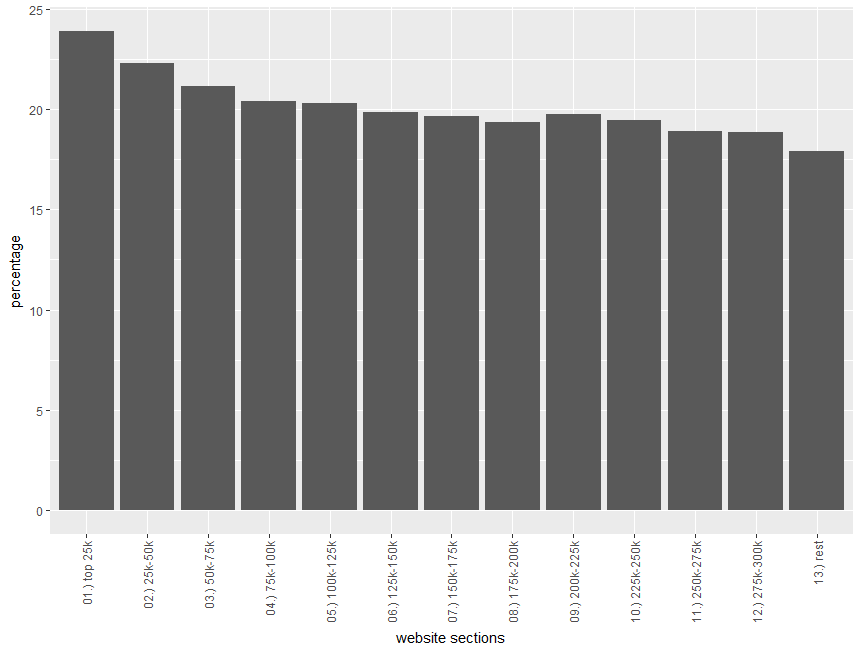 25
20
15
10
5
0
percentage
01.) top 25k
02.) 25k-50k
03.) 50k-75k
04.) 75k-100k
05.) 100k-125k
06.) 125k-150k
07.) 150k-175k
08.) 175k-200k
09.) 200k-225k
10.) 225k-250k
11.) 250k-275k
12.) 275k-300k
13.) rest
website sections